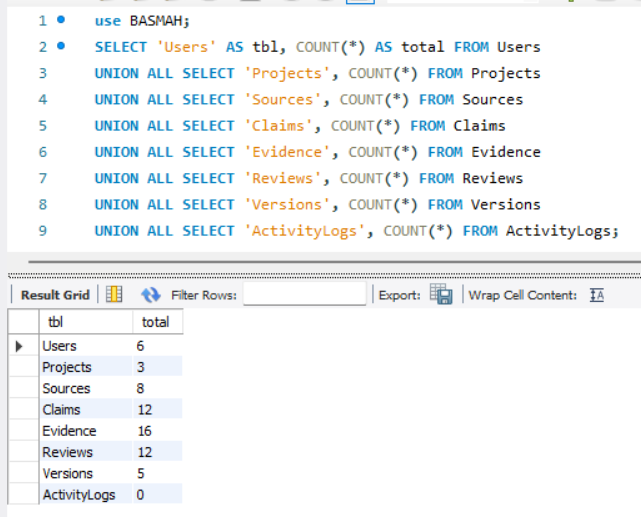 1 use BASMAH;
2 SELECT 'Users' AS tbl, COUNT(*) AS total FROM Users
3 UNION ALL SELECT 'Projects', COUNT(*) FROM Projects
4 UNION ALL SELECT 'Sources', COUNT(*) FROM Sources
5 UNION ALL SELECT 'Claims', COUNT(*) FROM Claims
6 UNION ALL SELECT 'Evidence', COUNT(*) FROM Evidence
7 UNION ALL SELECT 'Reviews', COUNT(*) FROM Reviews
8 UNION ALL SELECT 'Versions', COUNT(*) FROM Versions
9 UNION ALL SELECT 'ActivityLogs', COUNT(*) FROM ActivityLogs;
Result Grid Filter Rows: Export: Wrap Cell Content: IA
tbl total
Users 6
Projects 3
Sources 8
Claims 12
Evidence 16
Reviews 12
Versions 5
ActivityLogs 0